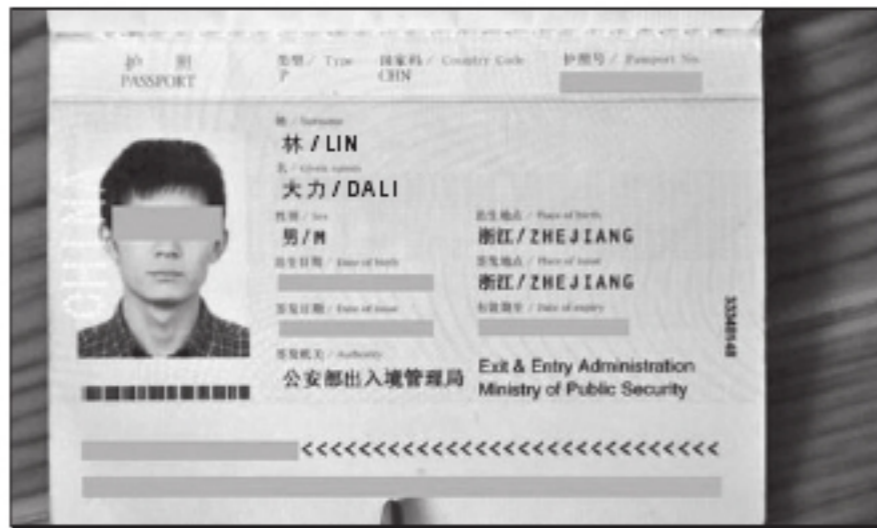 护 照 类型 / Type 国家码 / Country Code 护照号 / Passport No.
PASSPORT P CHN
姓 / Surname
林 / LIN
名 / Given names
大力 / DALI
性别 / Sex 出生地点 / Place of birth
男/M 浙江/ZHEJIANG
出生日期 / Date of birth 签发地点 / Place of issue
浙江/ZHEJIANG
签发日期 / Date of issue 有效期至 / Date of expiry
签发机关 / Authority
公安部出入境管理局 Exit & Entry Administration
Ministry of Public Security
<<<<<<<<<<<<<<<<<<<<<<<<<<<<<